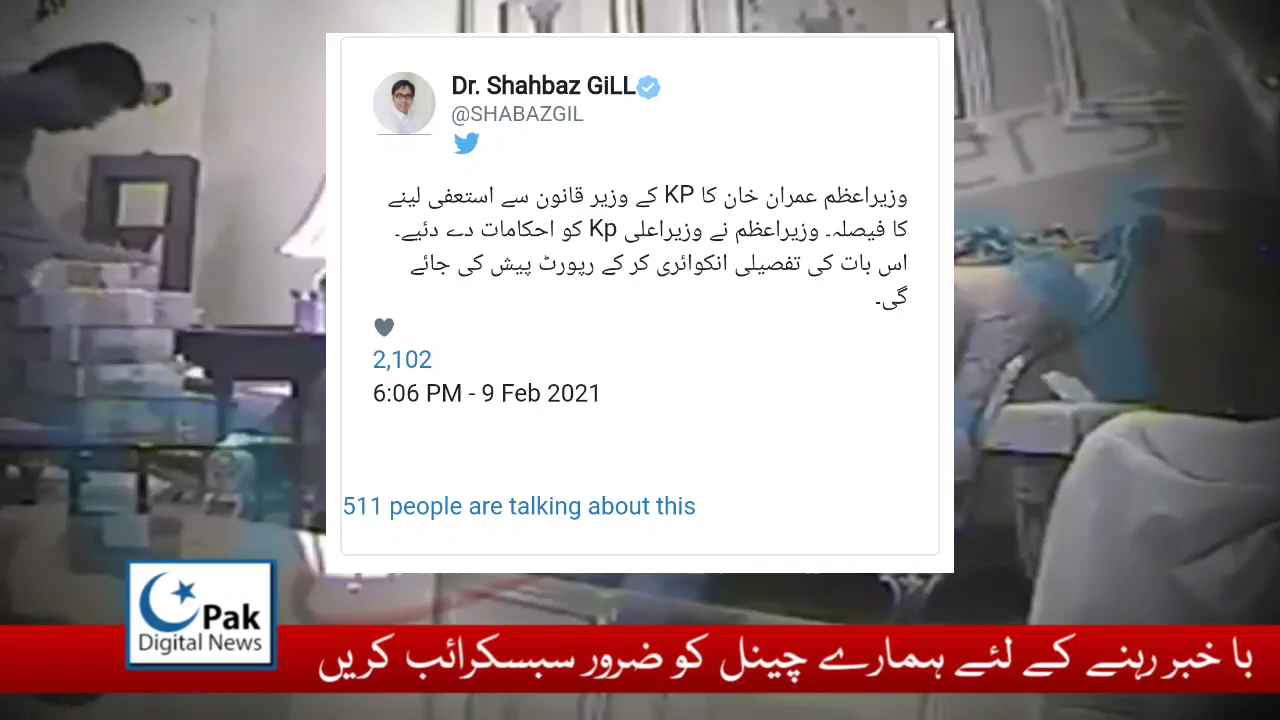 Dr. Shahbaz GiLL
@SHABAZGIL
وزیراعظم عمران خان کا KP کے وزیر قانون سے استعفی لینے
کا فیصلہ۔ وزیراعظم نے وزیراعلی Kp کو احکامات دے دئیے۔
اس بات کی تفصیلی انکوائری کر کے رپورٹ پیش کی جائے
گی۔
2,102
6:06 PM - 9 Feb 2021
511 people are talking about this
Pak
Digital News
با خبر رہنے کے لئے ہمارے چینل کو ضرور سبسکرائب کریں